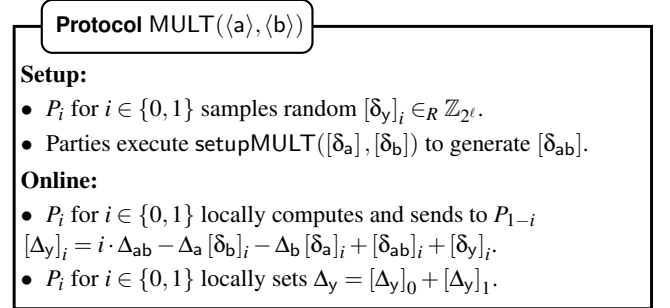 Protocol MULT(⟨a⟩, ⟨b⟩)
Setup:
• P_i for i ∈ {0, 1} samples random [δ_y]_i ∈_R ℤ_{2^ℓ}.
• Parties execute setupMULT([δ_a], [δ_b]) to generate [δ_ab].
Online:
• P_i for i ∈ {0, 1} locally computes and sends to P_{1−i}
[Δ_y]_i = i · Δ_ab − Δ_a [δ_b]_i − Δ_b [δ_a]_i + [δ_ab]_i + [δ_y]_i.
• P_i for i ∈ {0, 1} locally sets Δ_y = [Δ_y]_0 + [Δ_y]_1.